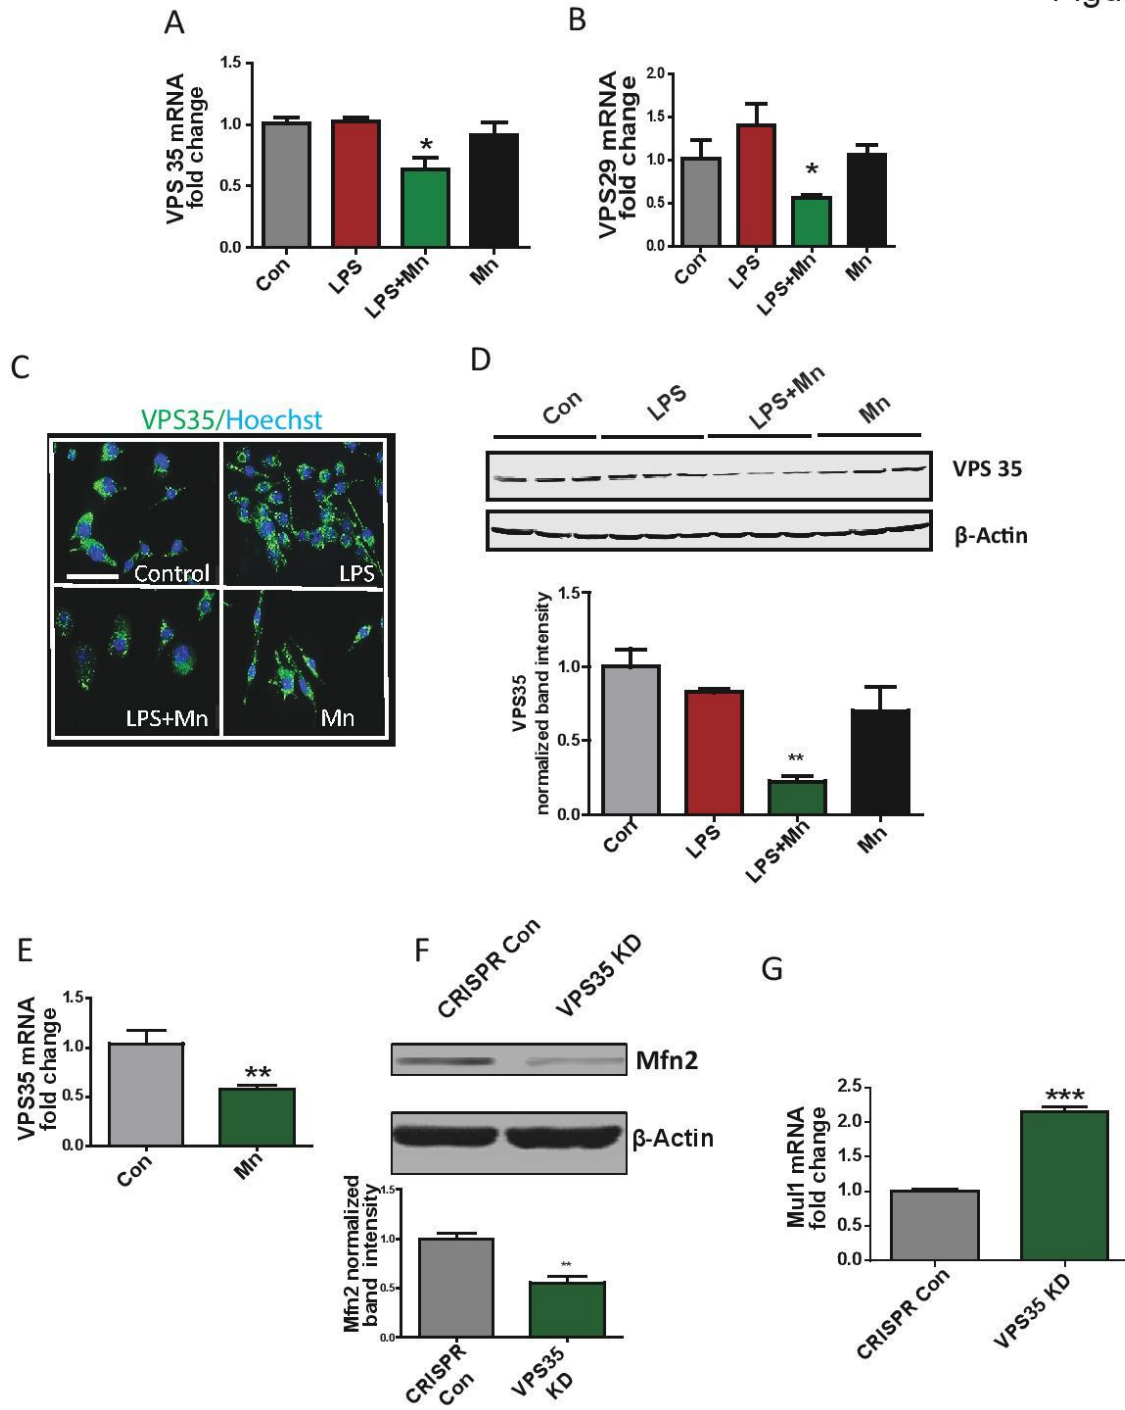 Figu
A
VPS 35 mRNA
fold change
1.5
1.0
0.5
0.0
*
Con
LPS
LPS+Mn
Mn
B
VPS29 mRNA
fold change
2.0
1.5
1.0
0.5
0.0
*
Con
LPS
LPS+Mn
Mn
C
VPS35/Hoechst
Control
LPS
LPS+Mn
Mn
D
Con
LPS
LPS+Mn
Mn
VPS 35
β-Actin
VPS35
normalized band intensity
1.5
1.0
0.5
0.0
**
Con
LPS
LPS+Mn
Mn
E
VPS35 mRNA
fold change
1.5
1.0
0.5
0.0
**
Con
Mn
F
CRISPR Con
VPS35 KD
Mfn2
β-Actin
Mfn2 normalized
band intensity
1.5
1.0
0.5
0.0
**
CRISPR
Con
VPS35
KD
G
Mul1 mRNA
fold change
2.5
2.0
1.5
1.0
0.5
0.0
***
CRISPR Con
VPS35 KD